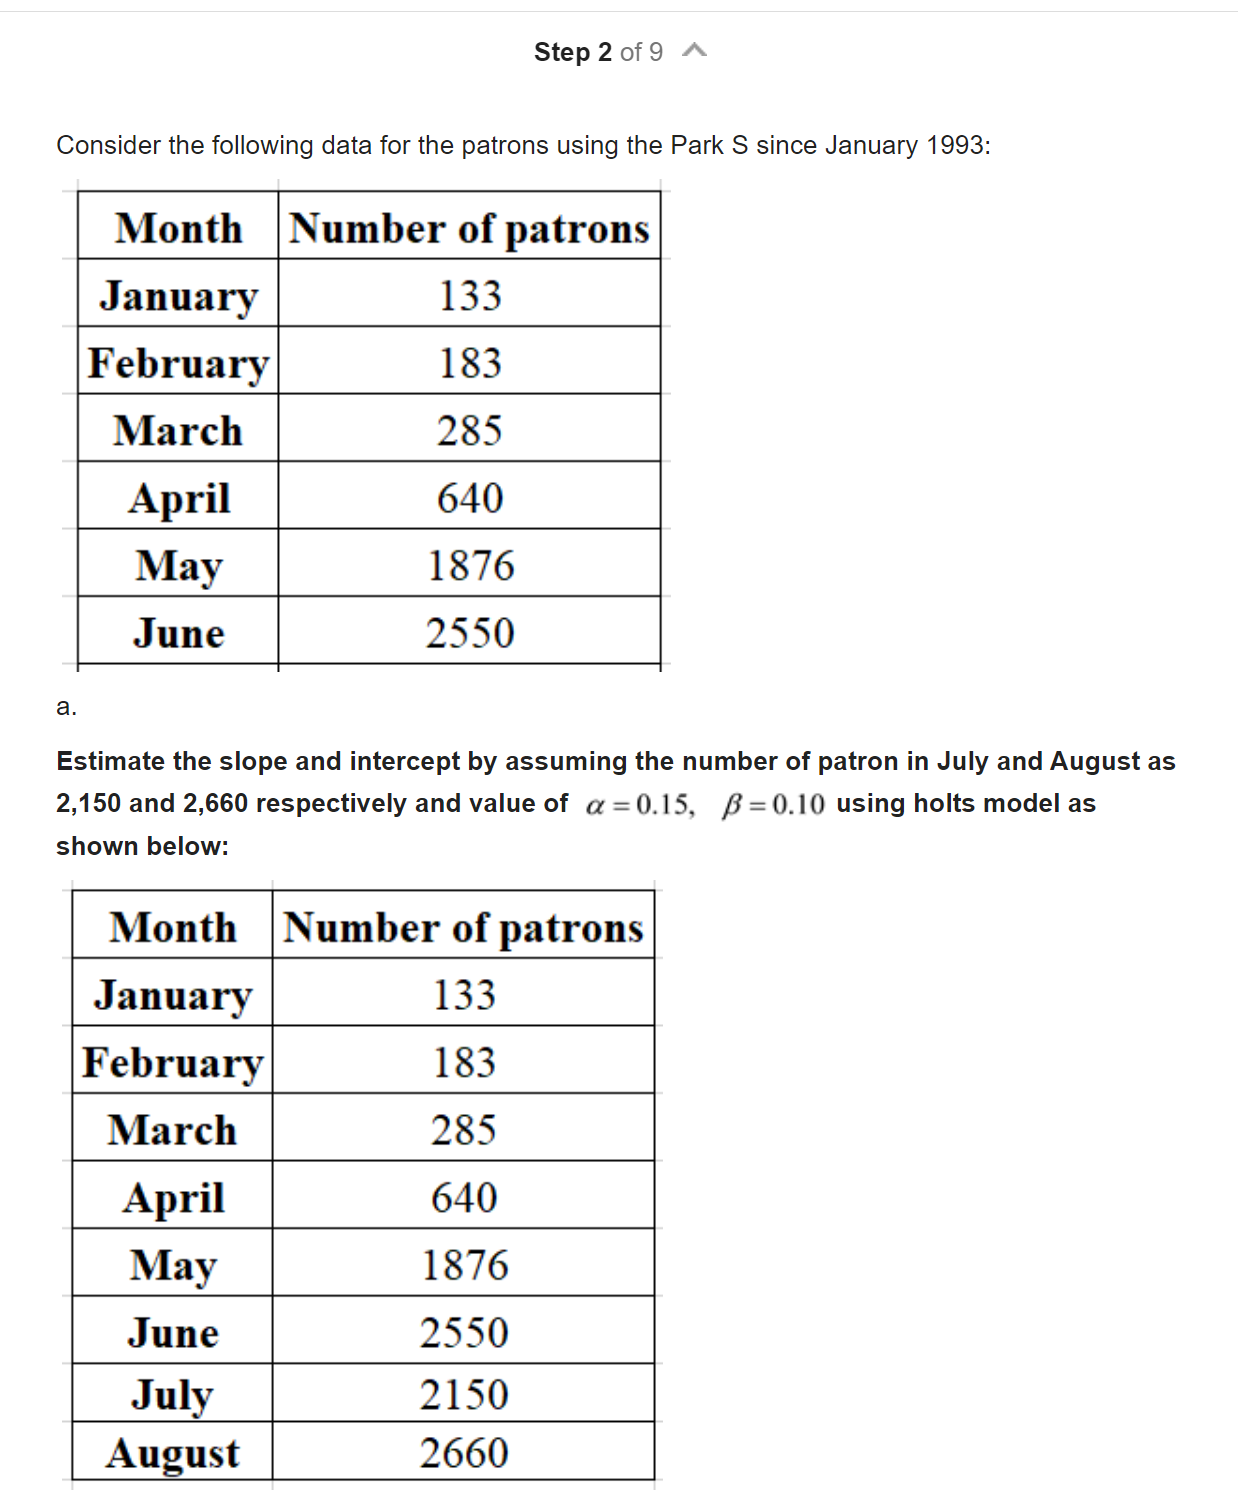 Step 2 of 9
Consider the following data for the patrons using the Park S since January 1993:
Month Number of patrons
January 133
February 183
March 285
April 640
May 1876
June 2550
a.
Estimate the slope and intercept by assuming the number of patron in July and August as
2,150 and 2,660 respectively and value of α = 0.15, β = 0.10 using holts model as
shown below:
Month Number of patrons
January 133
February 183
March 285
April 640
May 1876
June 2550
July 2150
August 2660